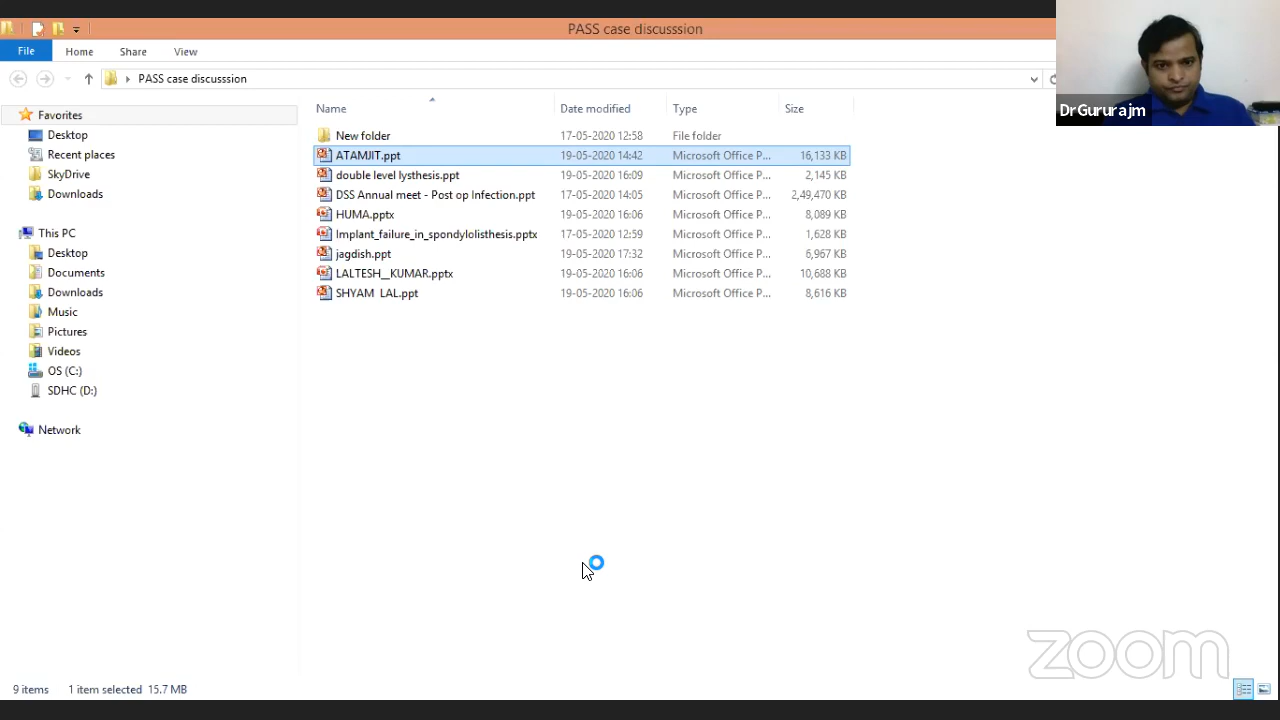 PASS case discusssion
File Home Share View
PASS case discusssion
Name Date modified Type Size
Favorites
Desktop
Recent places
SkyDrive
Downloads
This PC
Desktop
Documents
Downloads
Music
Pictures
Videos
OS (C:)
SDHC (D:)
Network
New folder 17-05-2020 12:58 File folder
ATAMJIT.ppt 19-05-2020 14:42 Microsoft Office P... 16,133 KB
double level lysthesis.ppt 19-05-2020 16:09 Microsoft Office P... 2,145 KB
DSS Annual meet - Post op Infection.ppt 17-05-2020 14:05 Microsoft Office P... 2,49,470 KB
HUMA.pptx 19-05-2020 16:06 Microsoft Office P... 8,089 KB
Implant_failure_in_spondylolisthesis.pptx 17-05-2020 12:59 Microsoft Office P... 1,628 KB
jagdish.ppt 19-05-2020 17:32 Microsoft Office P... 6,967 KB
LALTESH__KUMAR.pptx 19-05-2020 16:06 Microsoft Office P... 10,688 KB
SHYAM LAL.ppt 19-05-2020 16:06 Microsoft Office P... 8,616 KB
Dr Gururajm
zoom
9 items 1 item selected 15.7 MB